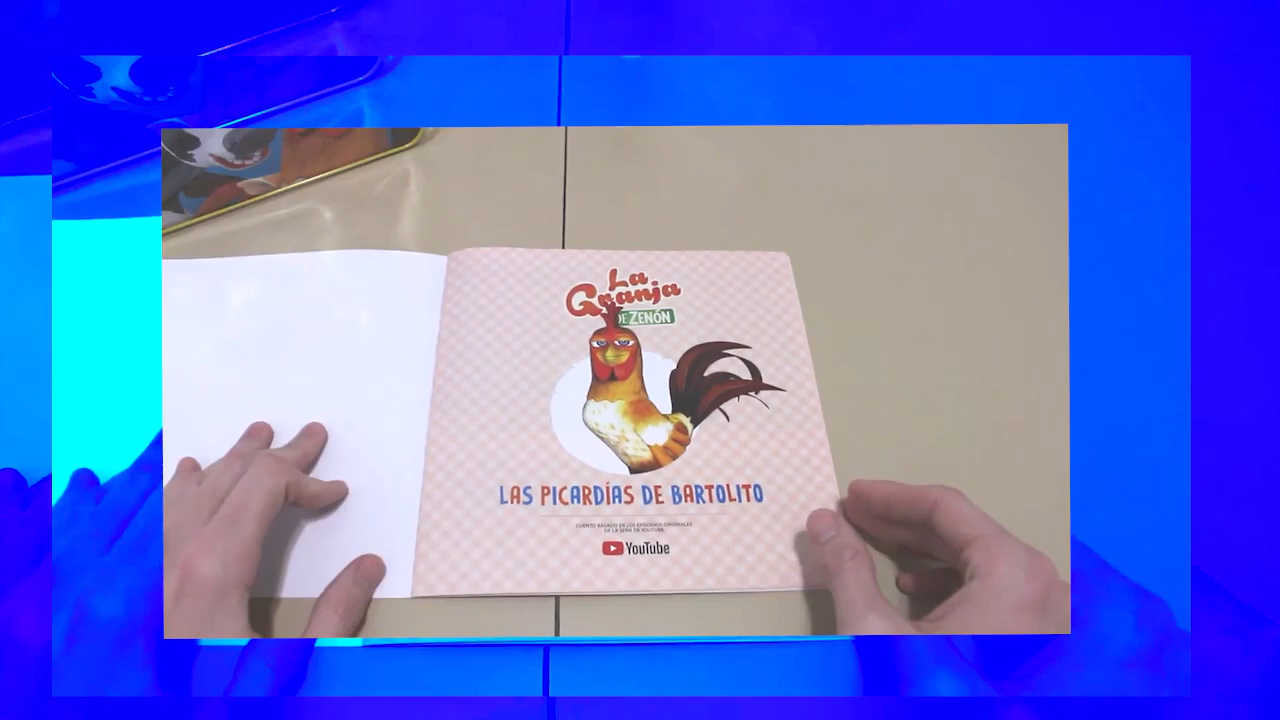 La
Granja
DE ZENÓN
LAS PICARDÍAS DE BARTOLITO
CUENTO BASADO EN LOS EPISODIOS ORIGINALES
DE LA SERIE DE YOUTUBE
YouTube